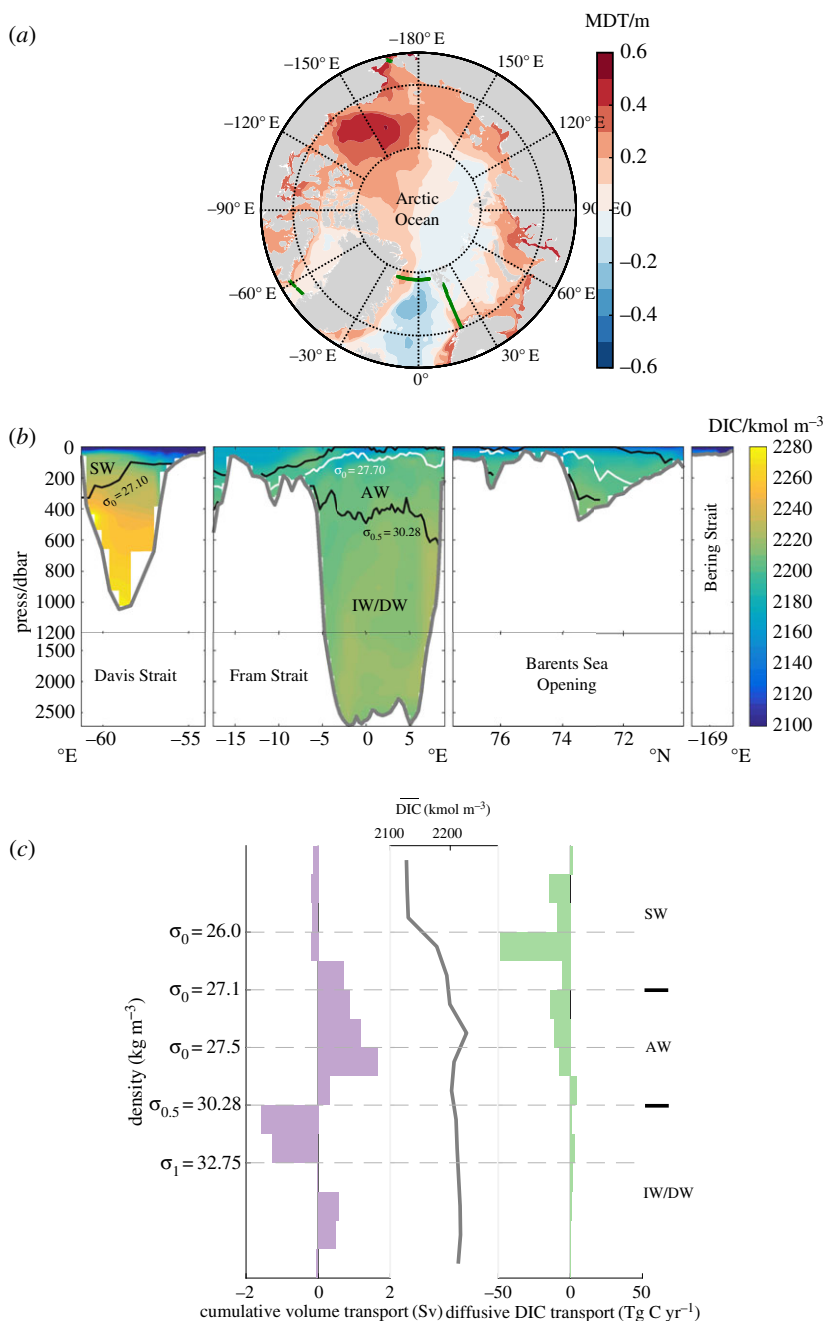 (a)
MDT/m
−180° E
−150° E
150° E
−120° E
120° E
−90° E
90° E
−60° E
60° E
−30° E
30° E
0°
Arctic
Ocean
0.6
0.4
0.2
0
−0.2
−0.4
−0.6
(b)
DIC/kmol m⁻³
press/dbar
0
200
400
600
800
1000
1200
1500
2000
2500
SW
σ₀ = 27.10
Davis Strait
−60
−54
°E
σ₀ = 27.70
AW
σ₀.₅ = 30.28
IW/DW
Fram Strait
−15
−10
−5
0
5
°E
Barents Sea
Opening
76
74
72
°N
Bering Strait
−169
°E
2280
2260
2240
2220
2200
2180
2160
2140
2120
2100
(c)
DIC (kmol m⁻³)
2100
2200
density (kg m⁻³)
σ₀ = 26.0
σ₀ = 27.1
σ₀ = 27.5
σ₀.₅ = 30.28
σ₁ = 32.75
SW
AW
IW/DW
−2
0
2
−50
0
50
cumulative volume transport (Sv)
diffusive DIC transport (Tg C yr⁻¹)